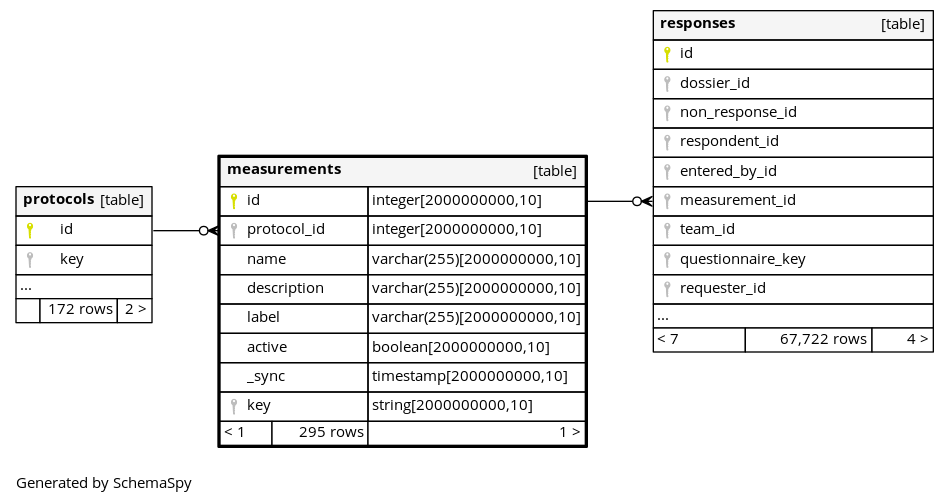 protocols [table]
id
key
...
172 rows 2 >
measurements [table]
id integer[2000000000,10]
protocol_id integer[2000000000,10]
name varchar(255)[2000000000,10]
description varchar(255)[2000000000,10]
label varchar(255)[2000000000,10]
active boolean[2000000000,10]
_sync timestamp[2000000000,10]
key string[2000000000,10]
< 1 295 rows 1 >
responses [table]
id
dossier_id
non_response_id
respondent_id
entered_by_id
measurement_id
team_id
questionnaire_key
requester_id
...
< 7 67,722 rows 4 >
Generated by SchemaSpy